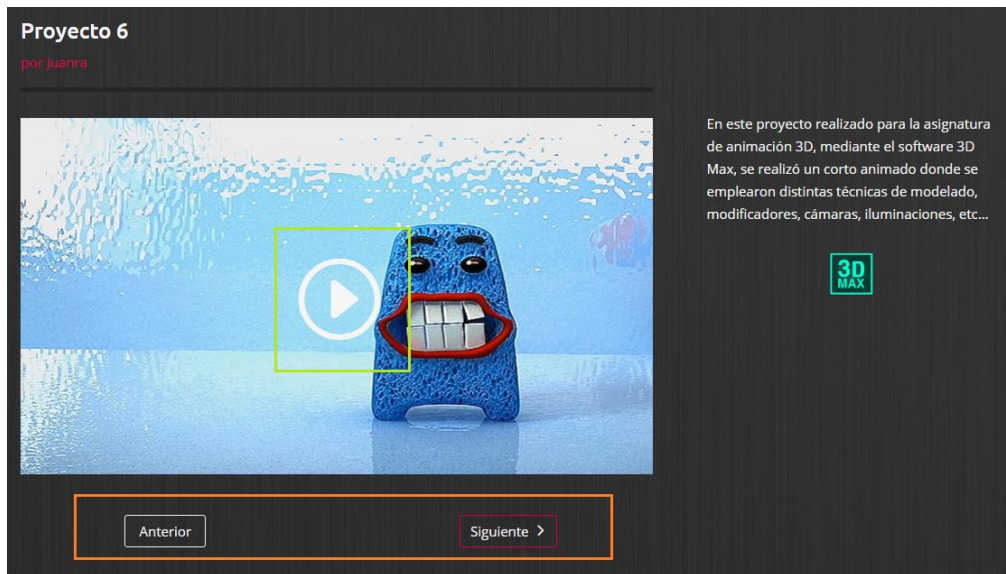 Proyecto 6
por Juanra
En este proyecto realizado para la asignatura
de animación 3D, mediante el software 3D
Max, se realizó un corto animado donde se
emplearon distintas técnicas de modelado,
modificadores, cámaras, iluminaciones, etc...
3D
MAX
Anterior
Siguiente